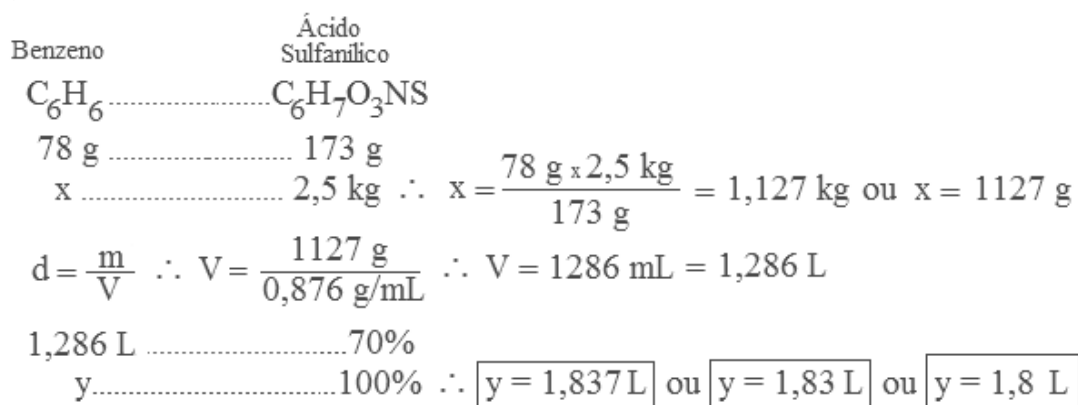 Benzeno Ácido Sulfanílico
C₆H₆........................C₆H₇O₃NS
78 g ........................ 173 g
x .......................... 2,5 kg ∴ x = (78 g x 2,5 kg)/(173 g) = 1,127 kg ou x = 1127 g
d = m/V ∴ V = (1127 g)/(0,876 g/mL) ∴ V = 1286 mL = 1,286 L
1,286 L ..........................70%
y................................100% ∴ y = 1,837 L ou y = 1,83 L ou y = 1,8 L